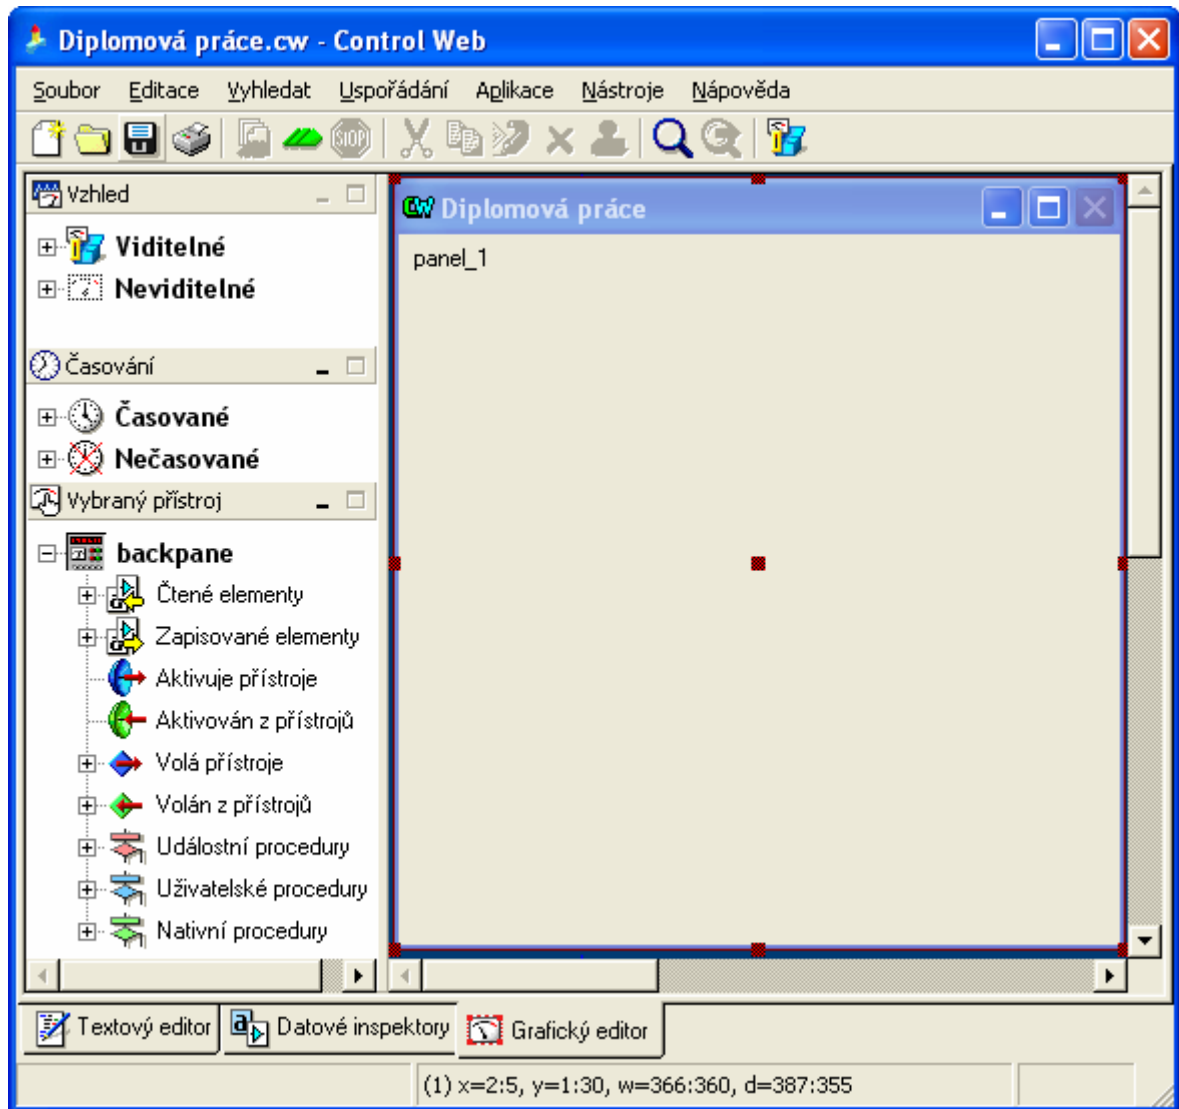 Diplomová práce.cw - Control Web
Soubor Editace Vyhledat Uspořádání Aplikace Nástroje Nápověda
STOP
Vzhled
Viditelné
Neviditelné
Časování
Časované
Nečasované
Vybraný přístroj
backpane
Čtené elementy
Zapisované elementy
Aktivuje přístroje
Aktivován z přístrojů
Volá přístroje
Volán z přístrojů
Událostní procedury
Uživatelské procedury
Nativní procedury
CW Diplomová práce
panel_1
Textový editor Datové inspektory Grafický editor
(1) x=2:5, y=1:30, w=366:360, d=387:355